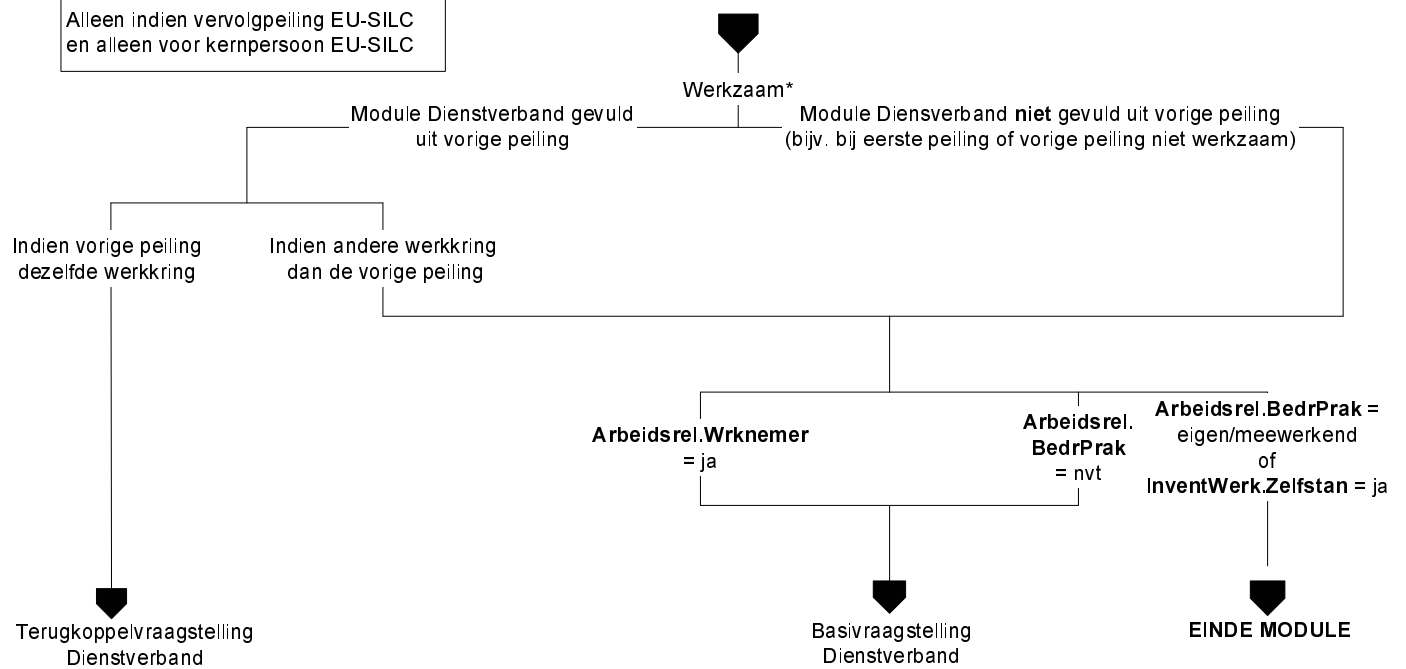 Alleen indien vervolgpeiling EU-SILC
en alleen voor kernpersoon EU-SILC
Werkzaam*
Module Dienstverband gevuld
uit vorige peiling
Module Diensverband niet gevuld uit vorige peiling
(bijv. bij eerste peiling of vorige peiling niet werkzaam)
Indien vorige peiling
dezelfde werkkring
Indien andere werkkring
dan de vorige peiling
Arbeidsrel.Wrknemer
= ja
Arbeidsrel.
BedrPrak
= nvt
Arbeidsrel.BedrPrak =
eigen/meewerkend
of
InventWerk.Zelfstan = ja
Terugkoppelvraagstelling
Dienstverband
Basivraagstelling
Dienstverband
EINDE MODULE